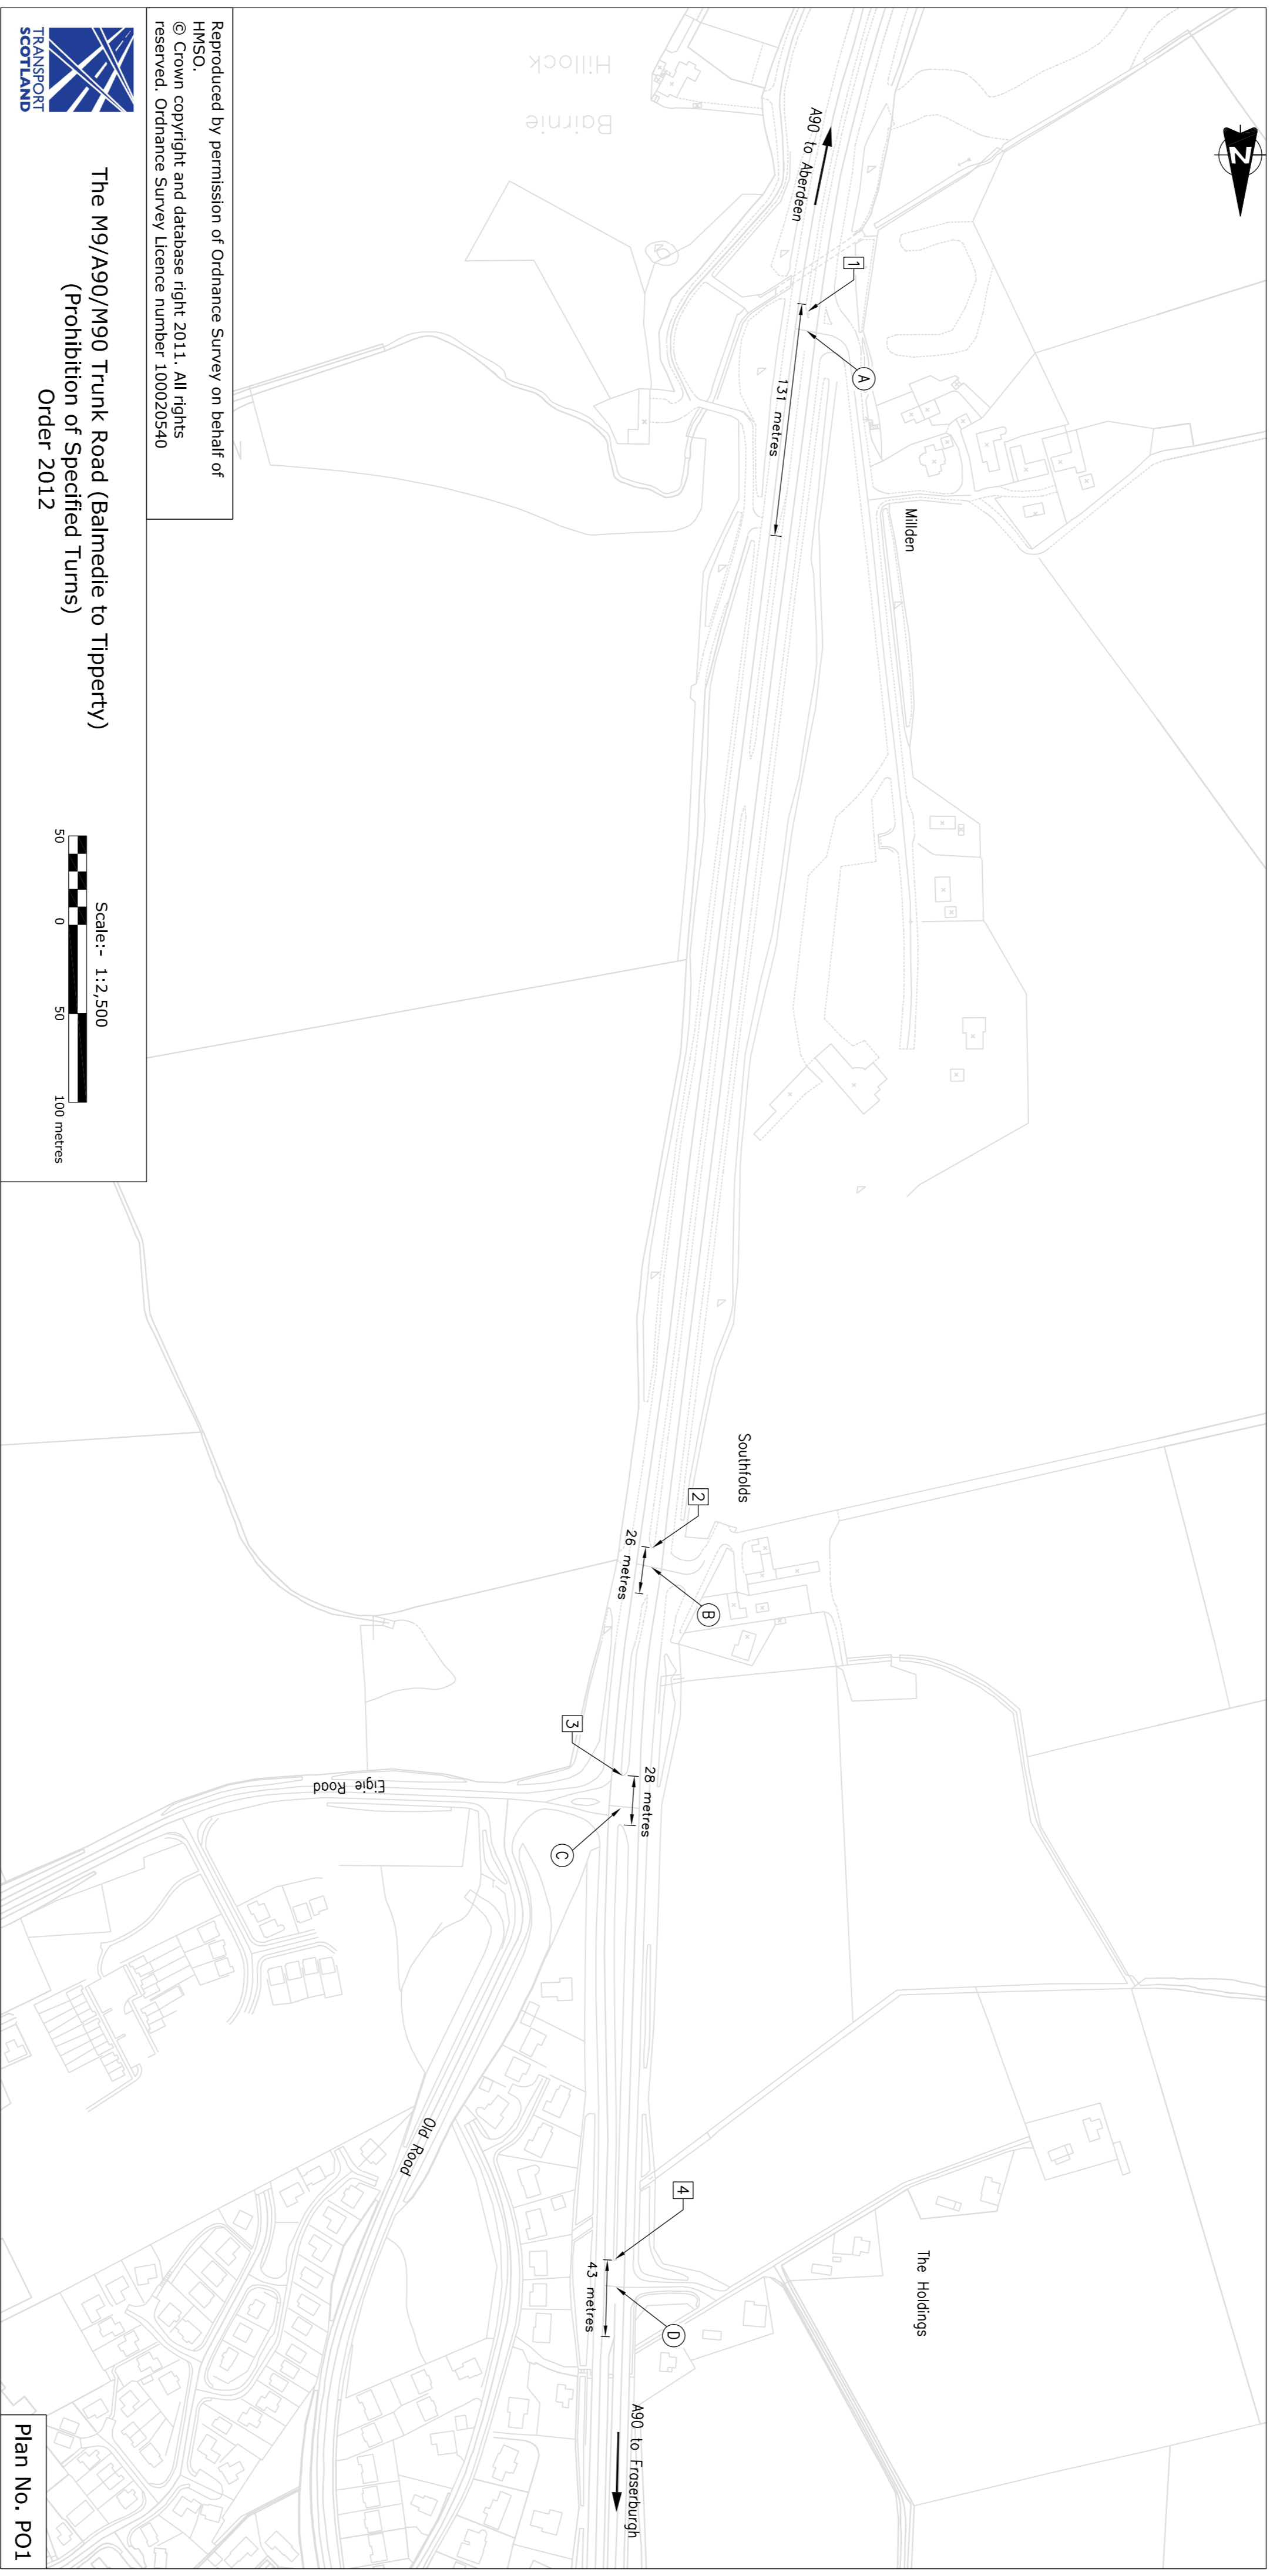 N
A90 to Aberdeen
Hillock
Bairnie
1
A
131 metres
Millden
Southfolds
2
26 metres
B
3
28 metres
C
Eigie Road
Old Road
4
43 metres
D
The Holdings
A90 to Fraserburgh
Reproduced by permission of Ordnance Survey on behalf of
HMSO.
© Crown copyright and database right 2011. All rights
reserved. Ordnance Survey Licence number 100020540
TRANSPORT
SCOTLAND
The M9/A90/M90 Trunk Road (Balmedie to Tipperty)
(Prohibition of Specified Turns)
Order 2012
Scale:- 1:2,500
50 0 50 100 metres
Plan No. PO1